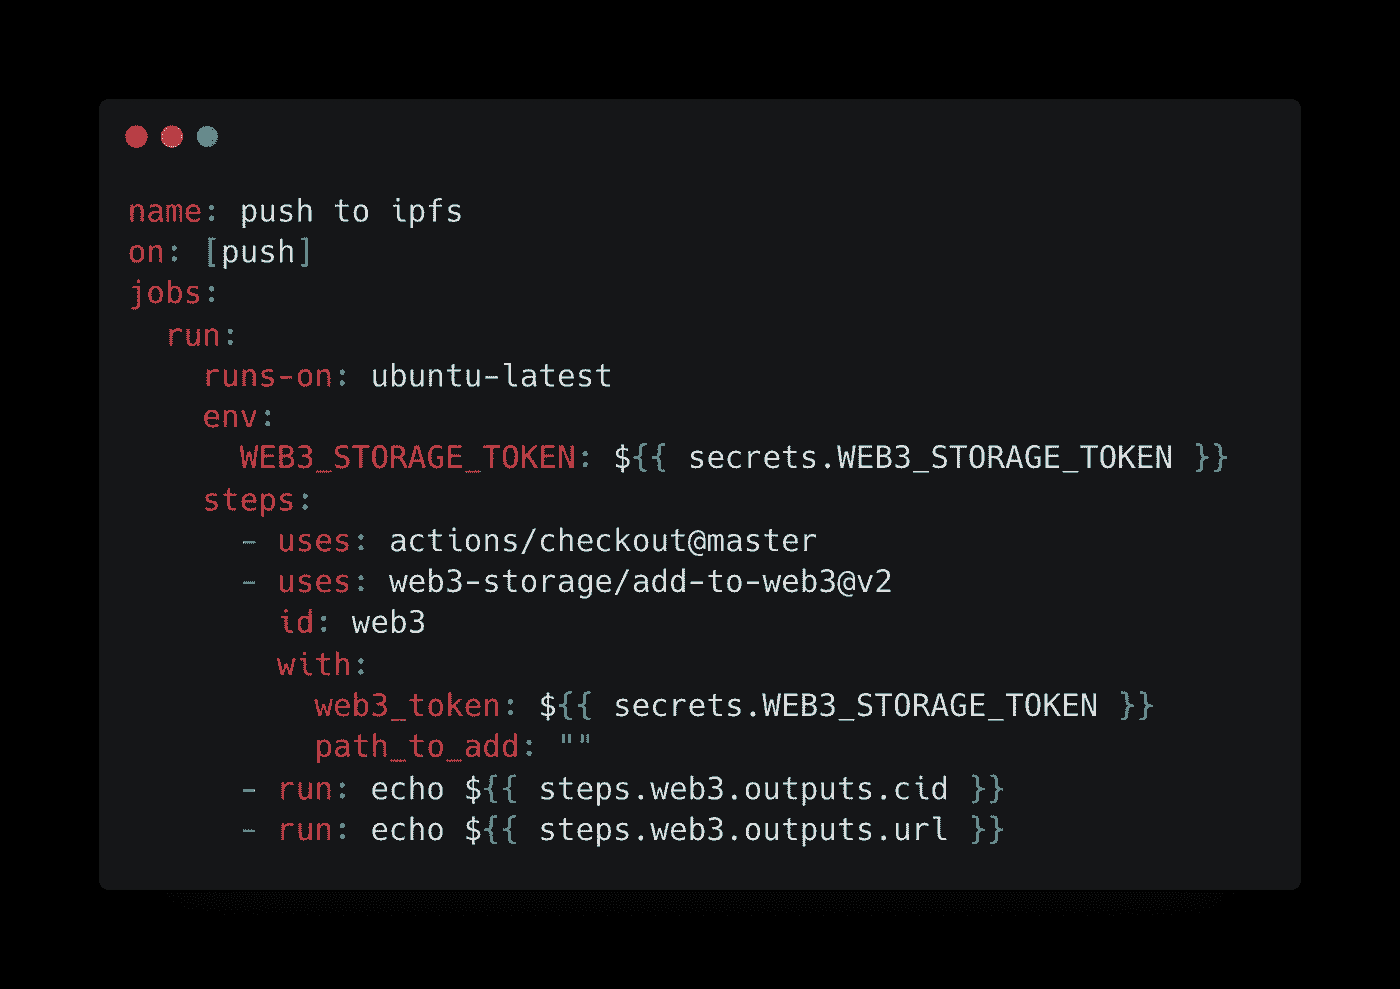 name: push to ipfs
on: [push]
jobs:
  run:
    runs-on: ubuntu-latest
    env:
      WEB3_STORAGE_TOKEN: ${{ secrets.WEB3_STORAGE_TOKEN }}
    steps:
      - uses: actions/checkout@master
      - uses: web3-storage/add-to-web3@v2
        id: web3
        with:
          web3_token: ${{ secrets.WEB3_STORAGE_TOKEN }}
          path_to_add: ""
      - run: echo ${{ steps.web3.outputs.cid }}
      - run: echo ${{ steps.web3.outputs.url }}